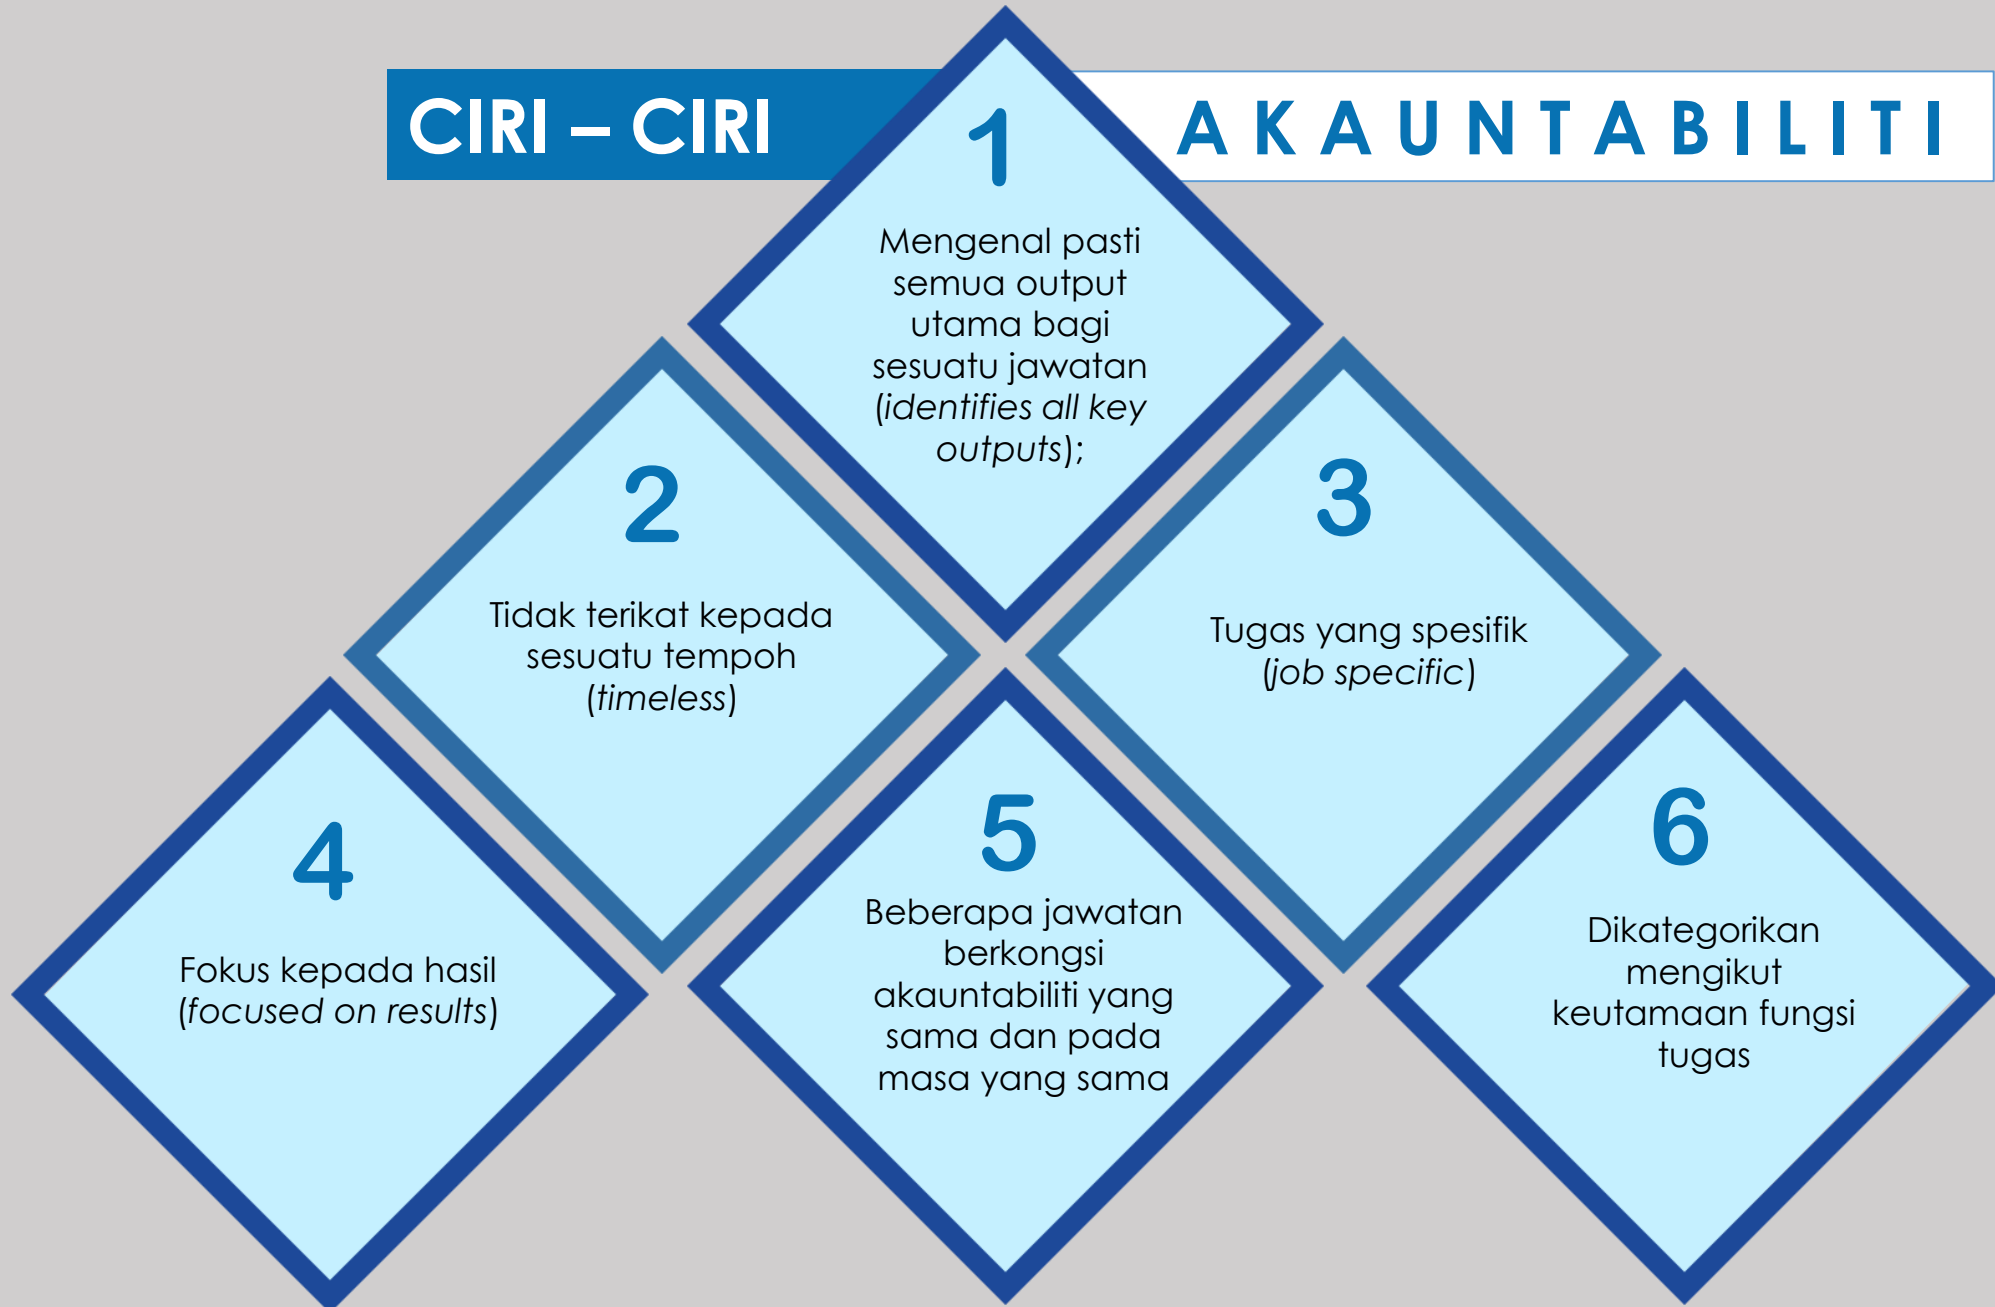 CIRI – CIRI
AKAUNTABILITI
1
Mengenal pasti
semua output
utama bagi
sesuatu jawatan
(identifies all key
outputs);
2
Tidak terikat kepada
sesuatu tempoh
(timeless)
3
Tugas yang spesifik
(job specific)
4
Fokus kepada hasil
(focused on results)
5
Beberapa jawatan
berkongsi
akauntabiliti yang
sama dan pada
masa yang sama
6
Dikategorikan
mengikut
keutamaan fungsi
tugas